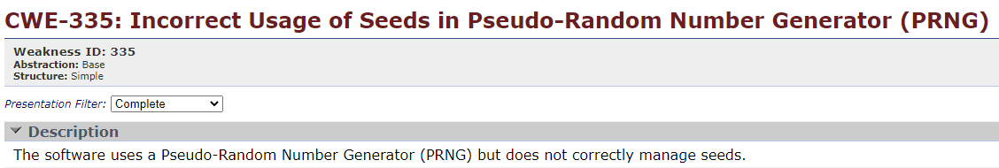 CWE-335: Incorrect Usage of Seeds in Pseudo-Random Number Generator (PRNG)
Weakness ID: 335
Abstraction: Base
Structure: Simple
Presentation Filter: Complete
Description
The software uses a Pseudo-Random Number Generator (PRNG) but does not correctly manage seeds.